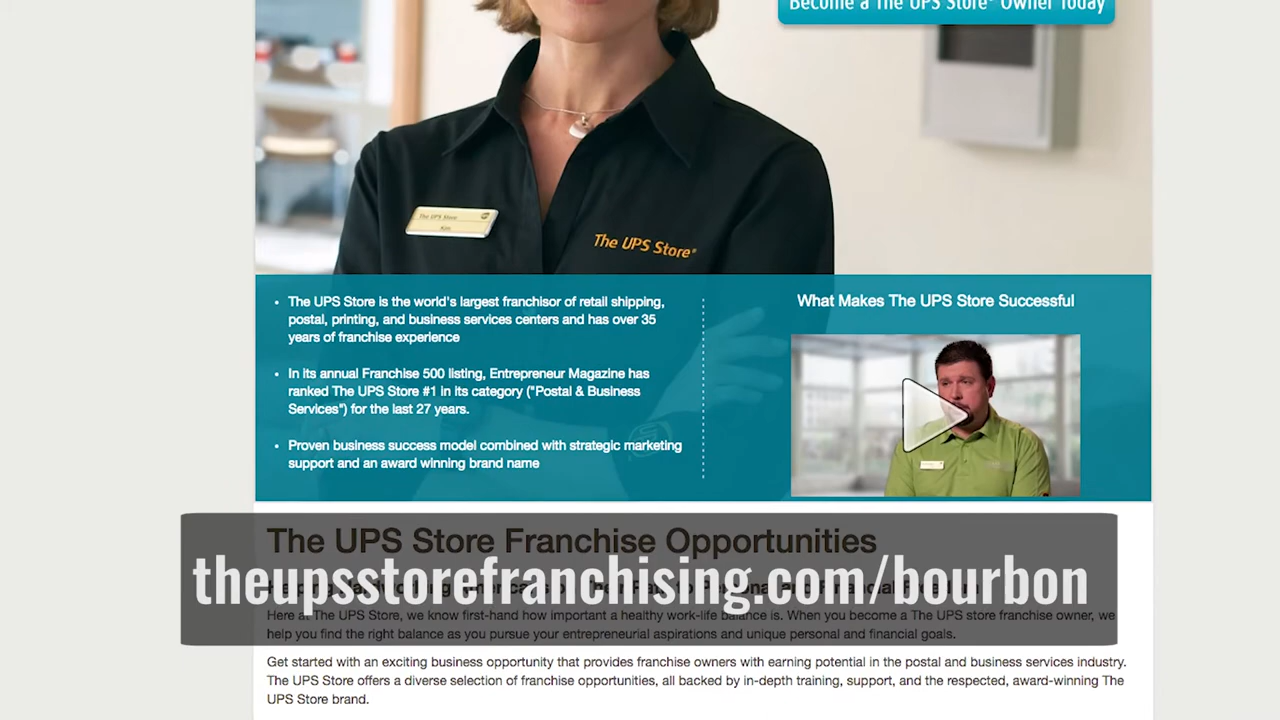 Become a The UPS Store® Owner Today
The UPS Store
Kim
The UPS Store®
• The UPS Store is the world's largest franchisor of retail shipping,
postal, printing, and business services centers and has over 35
years of franchise experience
• In its annual Franchise 500 listing, Entrepreneur Magazine has
ranked The UPS Store #1 in its category ("Postal & Business
Services") for the last 27 years.
• Proven business success model combined with strategic marketing
support and an award winning brand name
What Makes The UPS Store Successful
The UPS Store Franchise Opportunities
theupsstorefranchising.com/bourbon
Here at The UPS Store, we know first-hand how important a healthy work-life balance is. When you become a The UPS store franchise owner, we
help you find the right balance as you pursue your entrepreneurial aspirations and unique personal and financial goals.
Get started with an exciting business opportunity that provides franchise owners with earning potential in the postal and business services industry.
The UPS Store offers a diverse selection of franchise opportunities, all backed by in-depth training, support, and the respected, award-winning The
UPS Store brand.